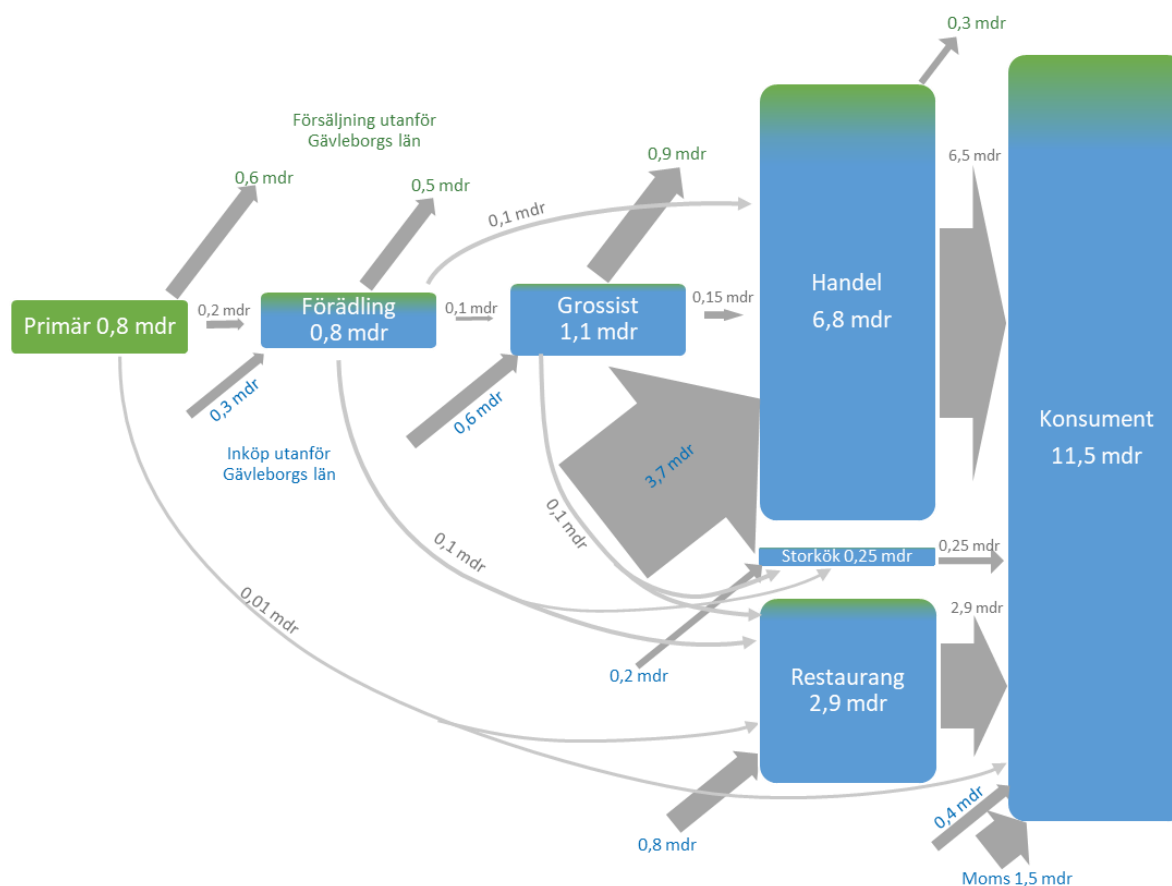 0,3 mdr
Försäljning utanför
Gävleborgs län
0,6 mdr
0,5 mdr
0,9 mdr
6,5 mdr
0,1 mdr
Primär 0,8 mdr
0,2 mdr
Förädling
0,8 mdr
0,1 mdr
Grossist
1,1 mdr
0,15 mdr
Handel
6,8 mdr
0,3 mdr
0,6 mdr
Inköp utanför
Gävleborgs län
3,7 mdr
Konsument
11,5 mdr
0,1 mdr
0,1 mdr
Storkök 0,25 mdr
0,25 mdr
0,01 mdr
0,2 mdr
Restaurang
2,9 mdr
2,9 mdr
0,8 mdr
0,4 mdr
Moms 1,5 mdr